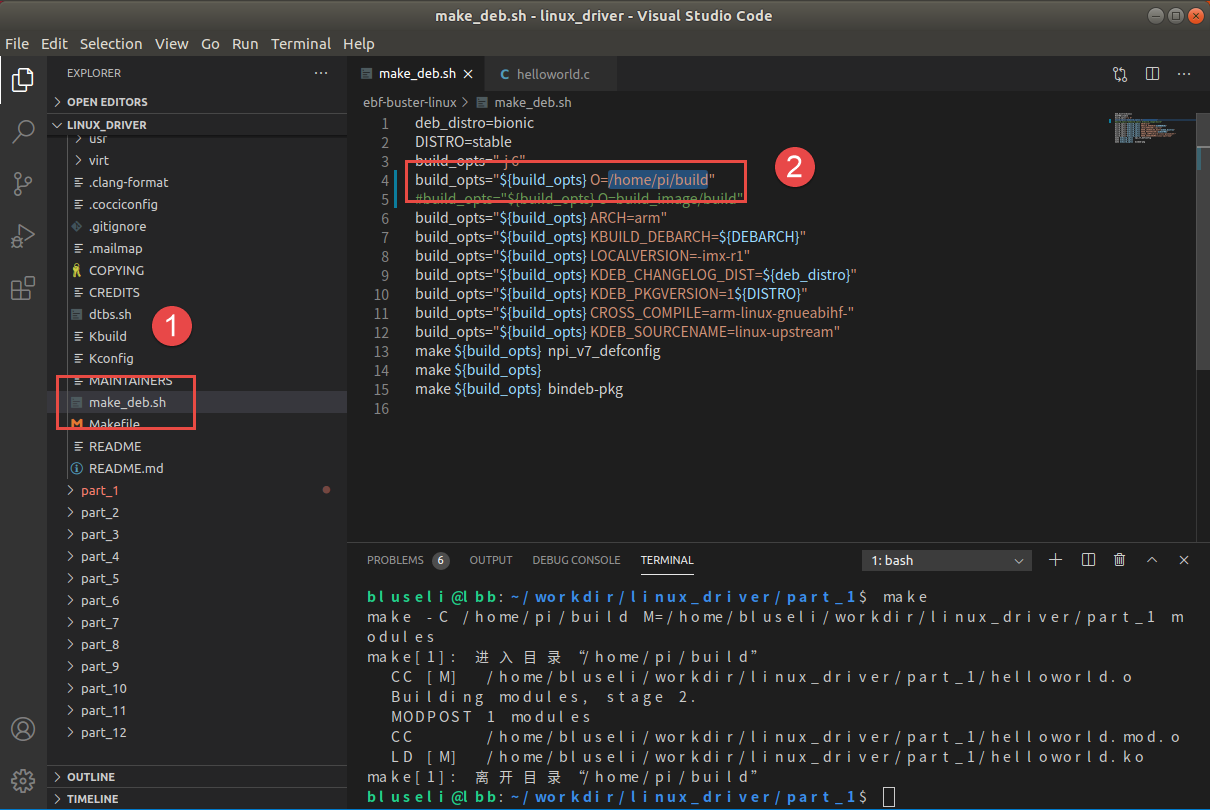 make_deb.sh - linux_driver - Visual Studio Code
File Edit Selection View Go Run Terminal Help
EXPLORER
OPEN EDITORS
LINUX_DRIVER
usr
virt
.clang-format
.cocciconfig
.gitignore
.mailmap
COPYING
CREDITS
dtbs.sh
Kbuild
Kconfig
MAINTAINERS
make_deb.sh
Makefile
README
README.md
part_1
part_2
part_3
part_4
part_5
part_6
part_7
part_8
part_9
part_10
part_11
part_12
OUTLINE
TIMELINE
1
make_deb.sh
C helloworld.c
ebf-buster-linux > make_deb.sh
1 deb_distro=bionic
2 DISTRO=stable
3 build_opts="-j 6"
4 build_opts="${build_opts} O=/home/pi/build"
5 #build_opts="${build_opts} O=build_image/build"
6 build_opts="${build_opts} ARCH=arm"
7 build_opts="${build_opts} KBUILD_DEBARCH=${DEBARCH}"
8 build_opts="${build_opts} LOCALVERSION=-imx-r1"
9 build_opts="${build_opts} KDEB_CHANGELOG_DIST=${deb_distro}"
10 build_opts="${build_opts} KDEB_PKGVERSION=1${DISTRO}"
11 build_opts="${build_opts} CROSS_COMPILE=arm-linux-gnueabihf-"
12 build_opts="${build_opts} KDEB_SOURCENAME=linux-upstream"
13 make ${build_opts} npi_v7_defconfig
14 make ${build_opts}
15 make ${build_opts} bindeb-pkg
16
2
PROBLEMS 6 OUTPUT DEBUG CONSOLE TERMINAL 1: bash
bluseli@lbb:~/workdir/linux_driver/part_1$ make
make -C /home/pi/build M=/home/bluseli/workdir/linux_driver/part_1 m
odules
make[1]: 进入目录“/home/pi/build”
CC [M] /home/bluseli/workdir/linux_driver/part_1/helloworld.o
Building modules, stage 2.
MODPOST 1 modules
CC /home/bluseli/workdir/linux_driver/part_1/helloworld.mod.o
LD [M] /home/bluseli/workdir/linux_driver/part_1/helloworld.ko
make[1]: 离开目录“/home/pi/build”
bluseli@lbb:~/workdir/linux_driver/part_1$